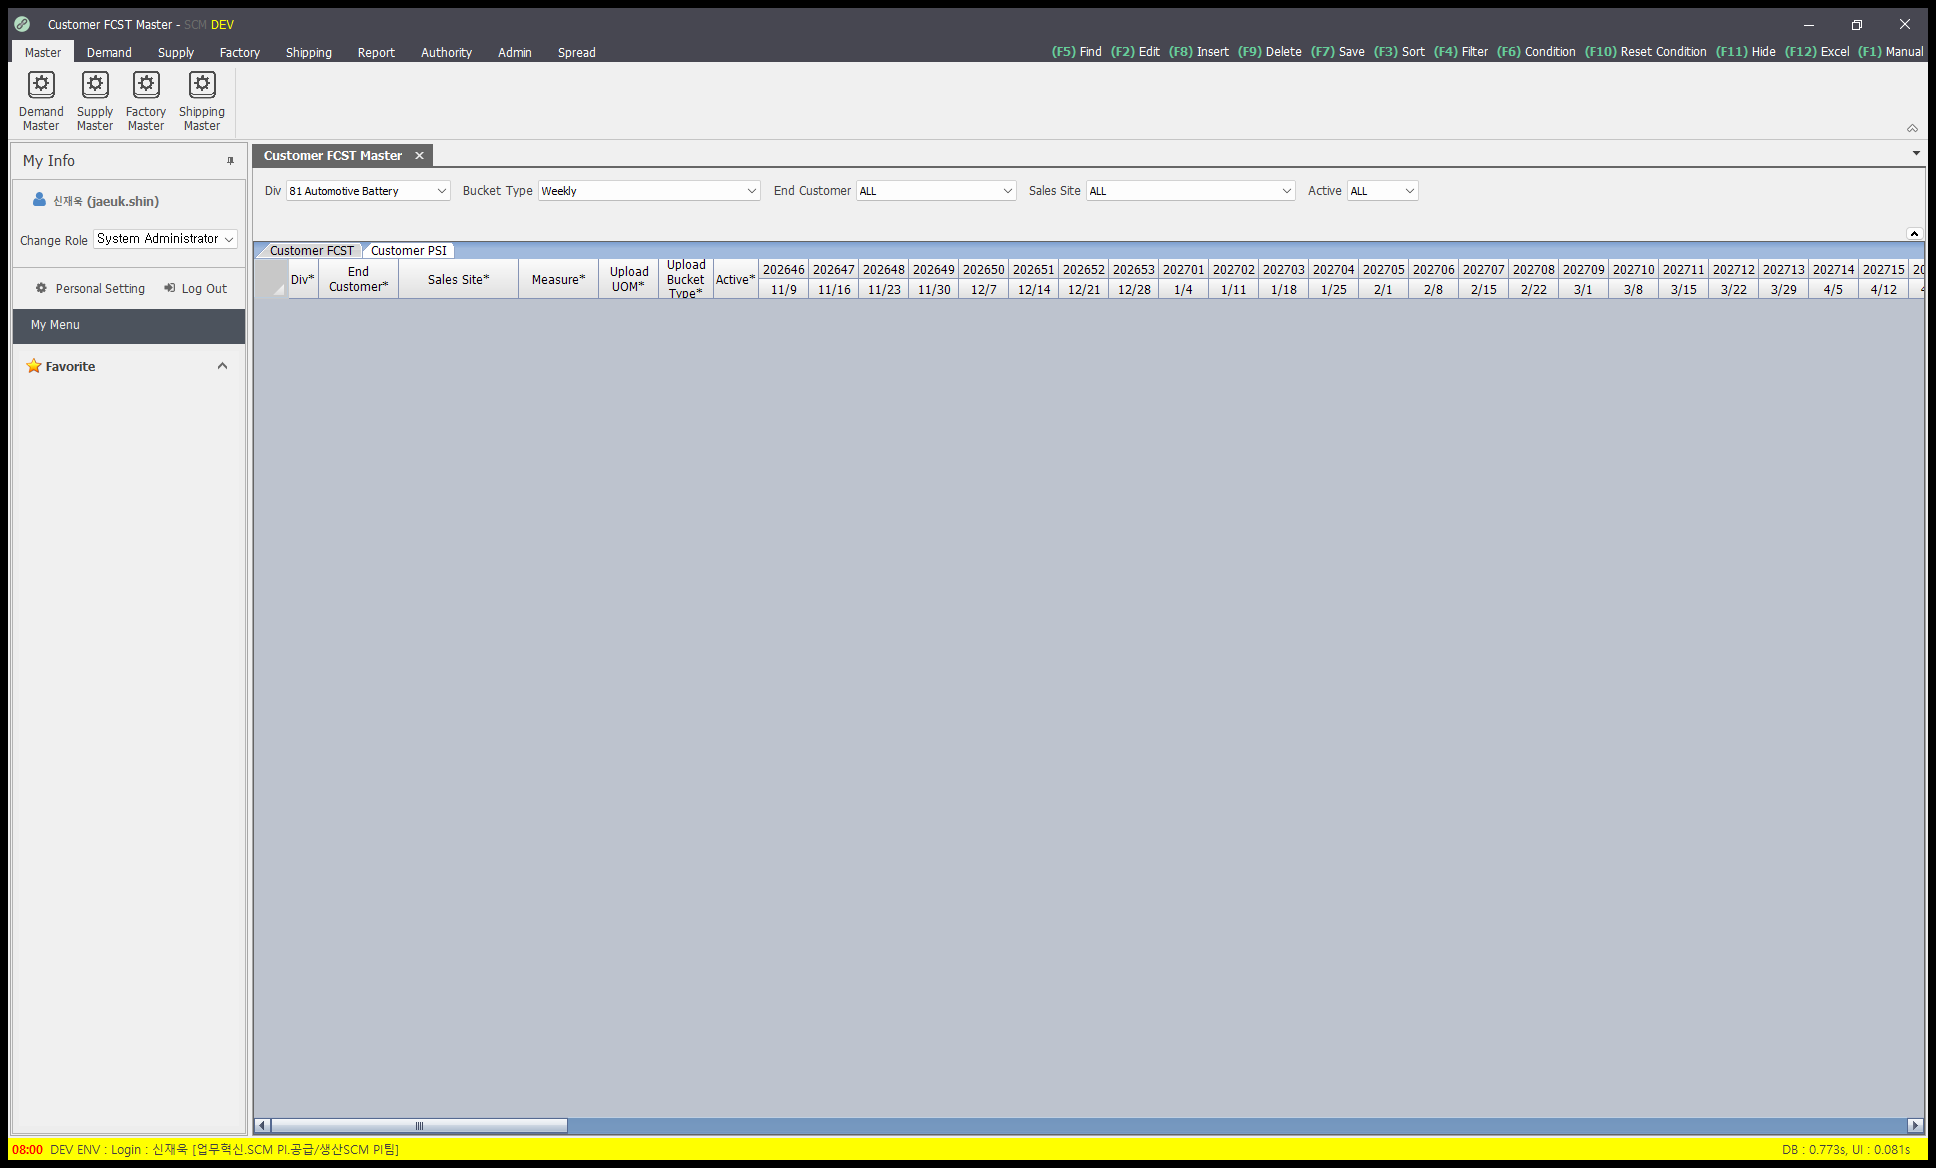 Customer FCST Master - SCM DEV
Master Demand Supply Factory Shipping Report Authority Admin Spread (F5) Find (F2) Edit (F8) Insert (F9) Delete (F7) Save (F3) Sort (F4) Filter (F6) Condition (F10) Reset Condition (F11) Hide (F12) Excel (F1) Manual
Demand Master
Supply Master
Factory Master
Shipping Master
My Info
신재욱 (jaeuk.shin)
Change Role System Administrator
Personal Setting Log Out
My Menu
Favorite
Customer FCST Master
Div 81 Automotive Battery Bucket Type Weekly End Customer ALL Sales Site ALL Active ALL
Customer FCST Customer PSI
Div* End Customer* Sales Site* Measure* Upload UOM* Upload Bucket Type* Active*
202646 202647 202648 202649 202650 202651 202652 202653 202701 202702 202703 202704 202705 202706 202707 202708 202709 202710 202711 202712 202713 202714 202715 20
11/9 11/16 11/23 11/30 12/7 12/14 12/21 12/28 1/4 1/11 1/18 1/25 2/1 2/8 2/15 2/22 3/1 3/8 3/15 3/22 3/29 4/5 4/12
08:00 DEV ENV : Login : 신재욱 [업무혁신.SCM PI.공급/생산SCM PI팀]
DB : 0.773s, UI : 0.081s